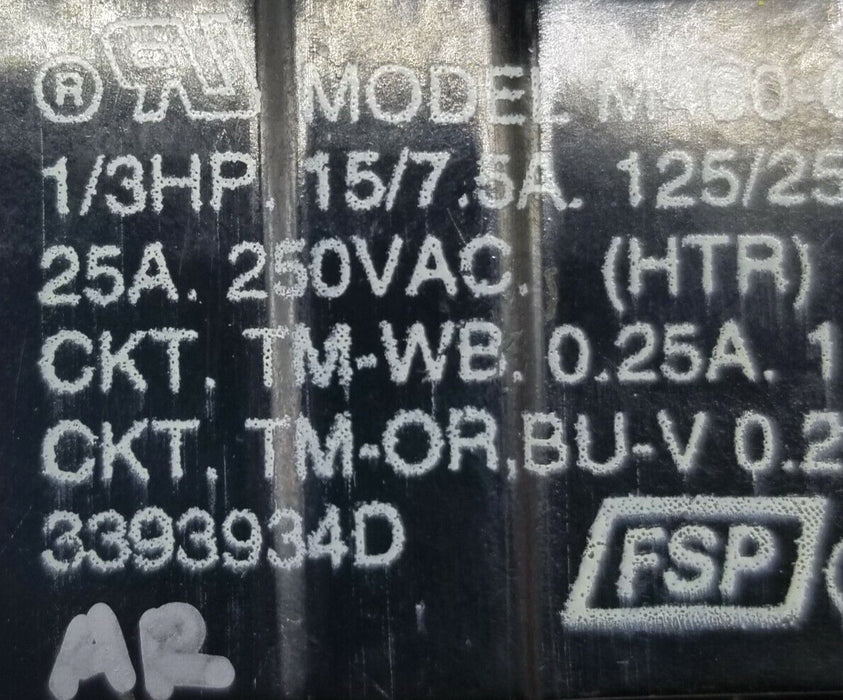 ® MODEL M460-
1/3HP. 15/7.5A. 125/25
25A. 250VAC. (HTR)
CKT. TM-WB. 0.25A. 1
CKT. TM-OR,BU-V 0.2
3393934D
FSP
AR